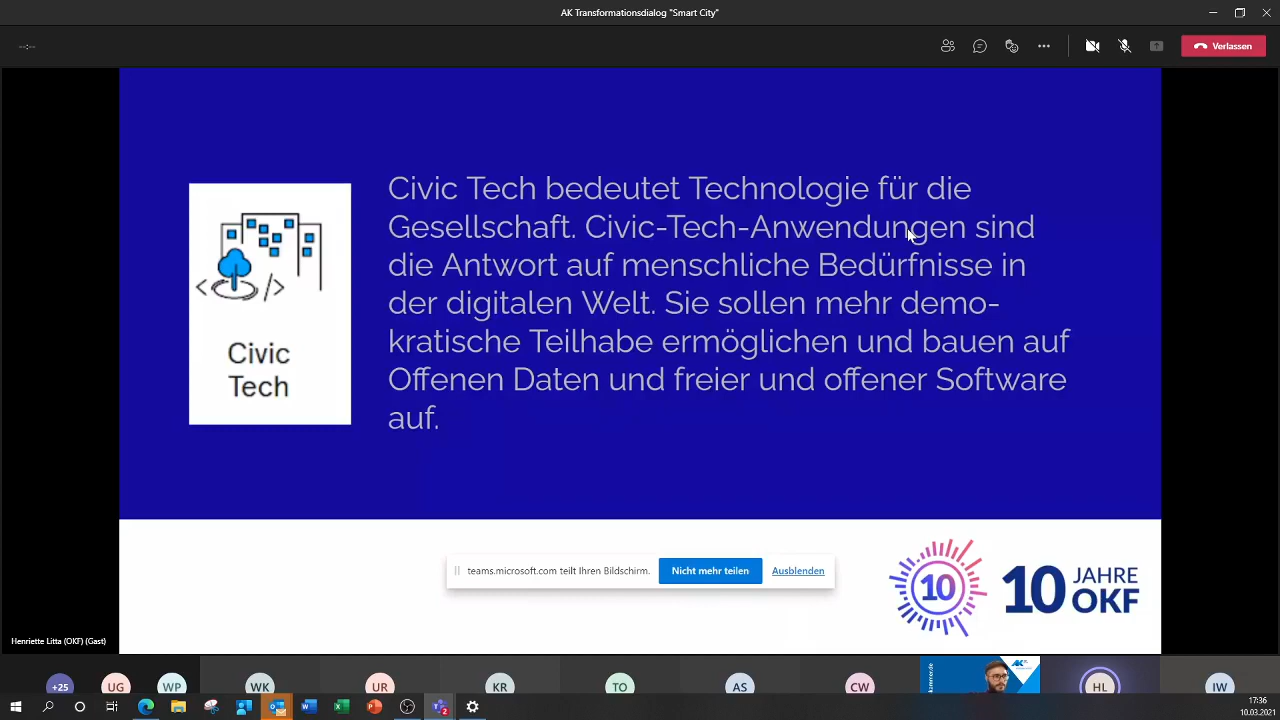 AK Transformationsdialog "Smart City"
--:--
Verlassen
Civic Tech bedeutet Technologie für die
Gesellschaft. Civic-Tech-Anwendungen sind
die Antwort auf menschliche Bedürfnisse in
der digitalen Welt. Sie sollen mehr demo-
kratische Teilhabe ermöglichen und bauen auf
Offenen Daten und freier und offener Software
auf.
< />
Civic
Tech
teams.microsoft.com teilt Ihren Bildschirm.
Nicht mehr teilen
Ausblenden
10
10 JAHRE
OKF
Henriette Litta (OKF) (Gast)
+25
UG
WP
WK
UR
KR
TO
AS
CW
AK
HL
IW
2
17:36
10.03.2021